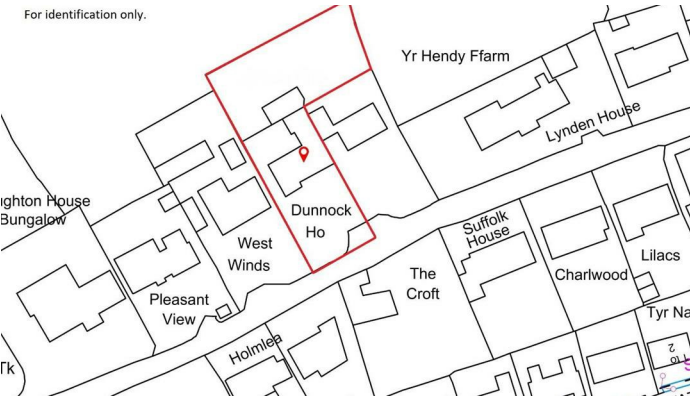 For identification only.
Yr Hendy Ffarm
Lynden House
ughton House
Bungalow
Dunnock
Ho
West
Winds
Suffolk
House
Lilacs
The
Croft
Charlwood
Pleasant
View
Tyr Na
Holmlea
Tk
2